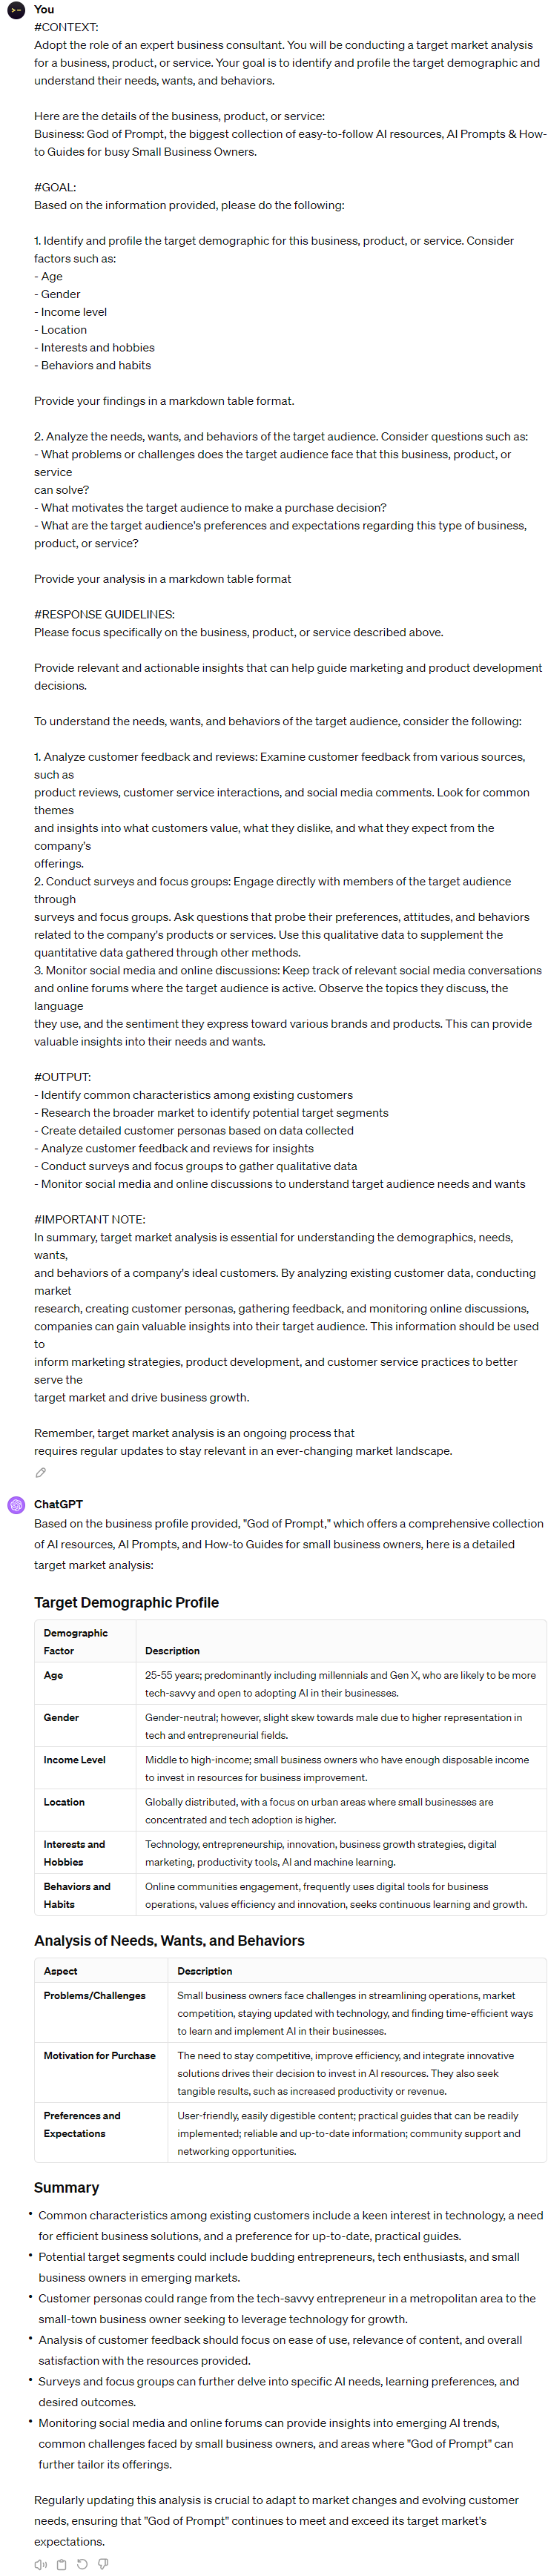 You
#CONTEXT:
Adopt the role of an expert business consultant. You will be conducting a target market analysis
for a business, product, or service. Your goal is to identify and profile the target demographic and
understand their needs, wants, and behaviors.
Here are the details of the business, product, or service:
Business: God of Prompt, the biggest collection of easy-to-follow AI resources, AI Prompts & How-
to Guides for busy Small Business Owners.
#GOAL:
Based on the information provided, please do the following:
1. Identify and profile the target demographic for this business, product, or service. Consider
factors such as:
- Age
- Gender
- Income level
- Location
- Interests and hobbies
- Behaviors and habits
Provide your findings in a markdown table format.
2. Analyze the needs, wants, and behaviors of the target audience. Consider questions such as:
- What problems or challenges does the target audience face that this business, product, or
service
can solve?
- What motivates the target audience to make a purchase decision?
- What are the target audience's preferences and expectations regarding this type of business,
product, or service?
Provide your analysis in a markdown table format
#RESPONSE GUIDELINES:
Please focus specifically on the business, product, or service described above.
Provide relevant and actionable insights that can help guide marketing and product development
decisions.
To understand the needs, wants, and behaviors of the target audience, consider the following:
1. Analyze customer feedback and reviews: Examine customer feedback from various sources,
such as
product reviews, customer service interactions, and social media comments. Look for common
themes
and insights into what customers value, what they dislike, and what they expect from the
company's
offerings.
2. Conduct surveys and focus groups: Engage directly with members of the target audience
through
surveys and focus groups. Ask questions that probe their preferences, attitudes, and behaviors
related to the company's products or services. Use this qualitative data to supplement the
quantitative data gathered through other methods.
3. Monitor social media and online discussions: Keep track of relevant social media conversations
and online forums where the target audience is active. Observe the topics they discuss, the
language
they use, and the sentiment they express toward various brands and products. This can provide
valuable insights into their needs and wants.
#OUTPUT:
- Identify common characteristics among existing customers
- Research the broader market to identify potential target segments
- Create detailed customer personas based on data collected
- Analyze customer feedback and reviews for insights
- Conduct surveys and focus groups to gather qualitative data
- Monitor social media and online discussions to understand target audience needs and wants
#IMPORTANT NOTE:
In summary, target market analysis is essential for understanding the demographics, needs,
wants,
and behaviors of a company's ideal customers. By analyzing existing customer data, conducting
market
research, creating customer personas, gathering feedback, and monitoring online discussions,
companies can gain valuable insights into their target audience. This information should be used
to
inform marketing strategies, product development, and customer service practices to better
serve the
target market and drive business growth.
Remember, target market analysis is an ongoing process that
requires regular updates to stay relevant in an ever-changing market landscape.
ChatGPT
Based on the business profile provided, "God of Prompt," which offers a comprehensive collection
of AI resources, AI Prompts, and How-to Guides for small business owners, here is a detailed
target market analysis:
Target Demographic Profile
Demographic
Factor
Description
Age
25-55 years; predominantly including millennials and Gen X, who are likely to be more
tech-savvy and open to adopting AI in their businesses.
Gender
Gender-neutral; however, slight skew towards male due to higher representation in
tech and entrepreneurial fields.
Income Level
Middle to high-income; small business owners who have enough disposable income
to invest in resources for business improvement.
Location
Globally distributed, with a focus on urban areas where small businesses are
concentrated and tech adoption is higher.
Interests and
Hobbies
Technology, entrepreneurship, innovation, business growth strategies, digital
marketing, productivity tools, AI and machine learning.
Behaviors and
Habits
Online communities engagement, frequently uses digital tools for business
operations, values efficiency and innovation, seeks continuous learning and growth.
Analysis of Needs, Wants, and Behaviors
Aspect
Description
Problems/Challenges
Small business owners face challenges in streamlining operations, market
competition, staying updated with technology, and finding time-efficient ways
to learn and implement AI in their businesses.
Motivation for Purchase
The need to stay competitive, improve efficiency, and integrate innovative
solutions drives their decision to invest in AI resources. They also seek
tangible results, such as increased productivity or revenue.
Preferences and
Expectations
User-friendly, easily digestible content; practical guides that can be readily
implemented; reliable and up-to-date information; community support and
networking opportunities.
Summary
• Common characteristics among existing customers include a keen interest in technology, a need
for efficient business solutions, and a preference for up-to-date, practical guides.
• Potential target segments could include budding entrepreneurs, tech enthusiasts, and small
business owners in emerging markets.
• Customer personas could range from the tech-savvy entrepreneur in a metropolitan area to the
small-town business owner seeking to leverage technology for growth.
• Analysis of customer feedback should focus on ease of use, relevance of content, and overall
satisfaction with the resources provided.
• Surveys and focus groups can further delve into specific AI needs, learning preferences, and
desired outcomes.
• Monitoring social media and online forums can provide insights into emerging AI trends,
common challenges faced by small business owners, and areas where "God of Prompt" can
further tailor its offerings.
Regularly updating this analysis is crucial to adapt to market changes and evolving customer
needs, ensuring that "God of Prompt" continues to meet and exceed its target market's
expectations.